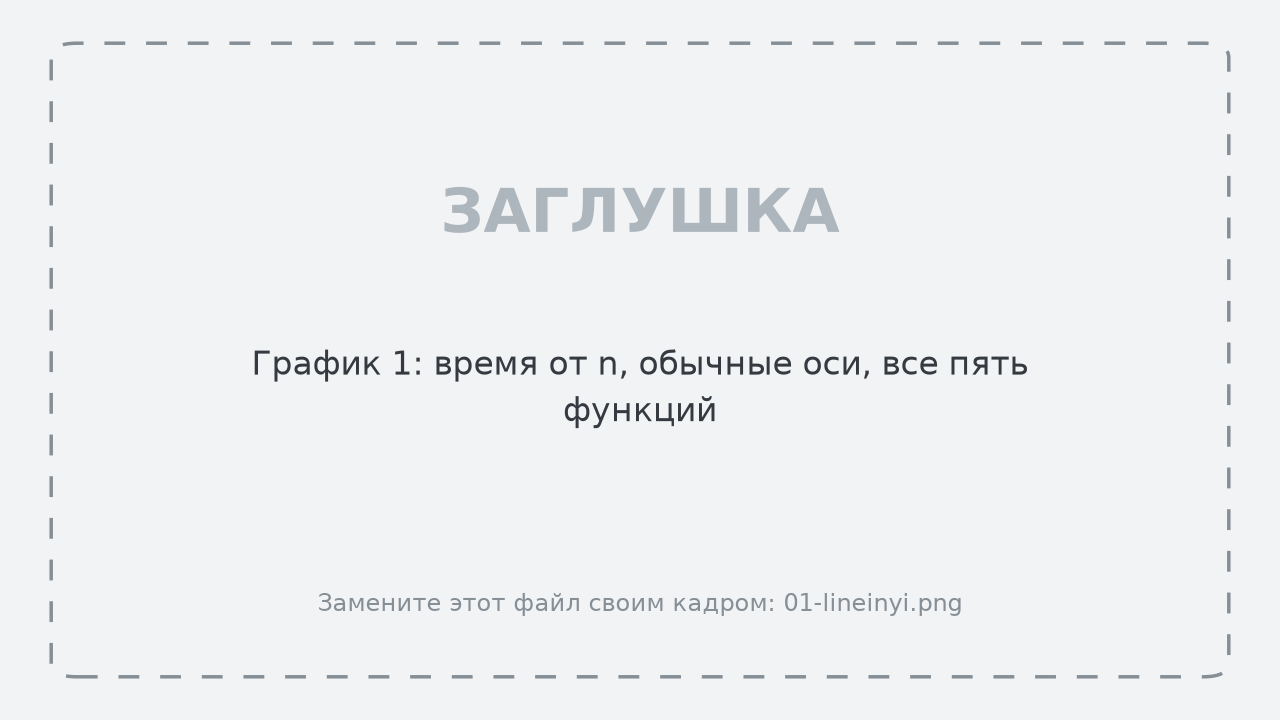 ЗАГЛУШКА
График 1: время от n, обычные оси, все пять
функций
Замените этот файл своим кадром: 01-lineinyi.png